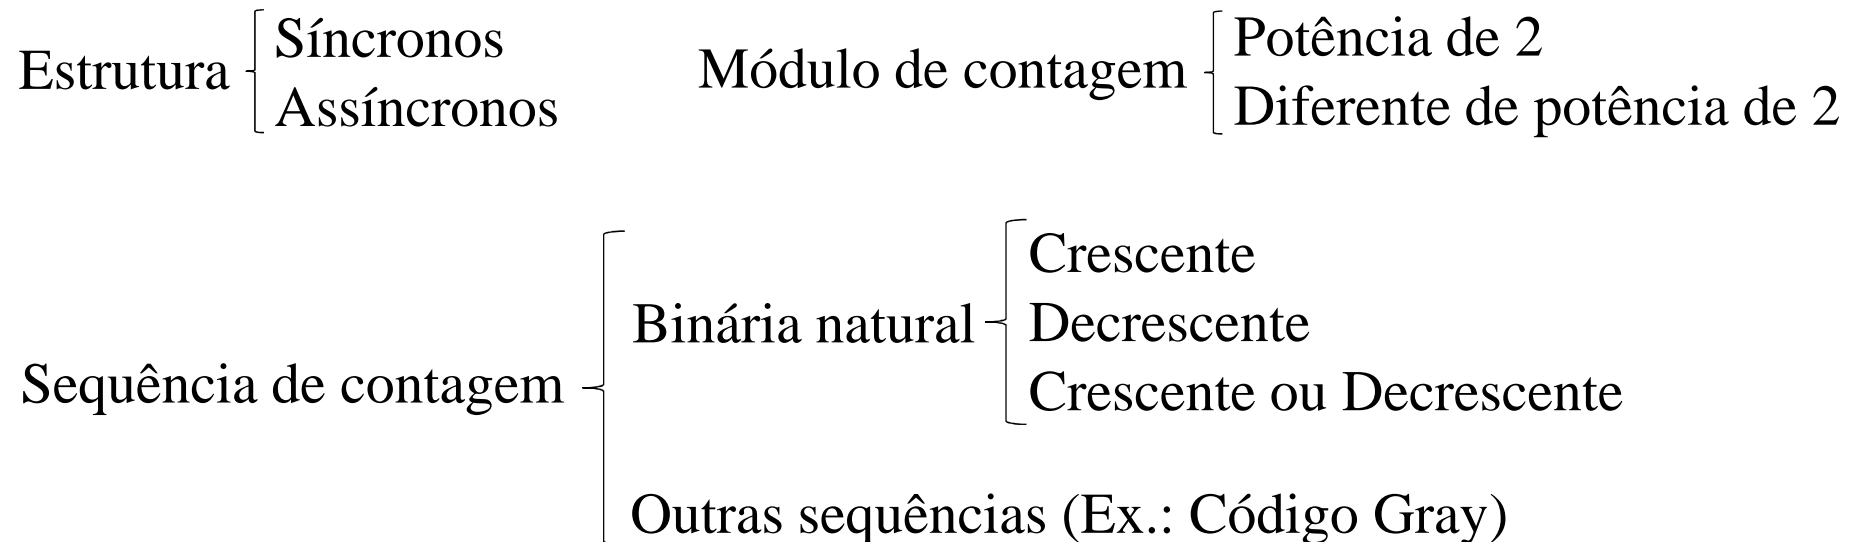 Estrutura
Síncronos
Assíncronos
Módulo de contagem
Potência de 2
Diferente de potência de 2
Sequência de contagem
Binária natural
Crescente
Decrescente
Crescente ou Decrescente
Outras sequências (Ex.: Código Gray)